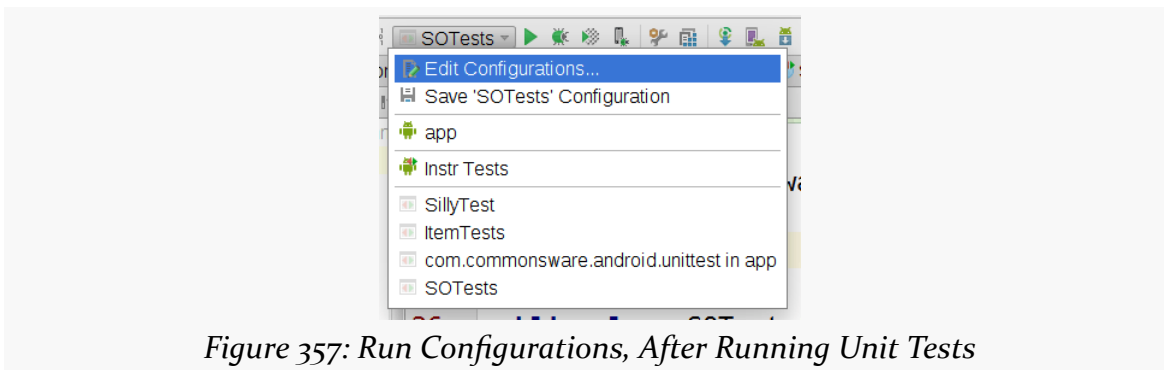 SOTests
Edit Configurations...
Save 'SOTests' Configuration
app
Instr Tests
SillyTest
ItemTests
com.commonsware.android.unittest in app
SOTests
Figure 357: Run Configurations, After Running Unit Tests